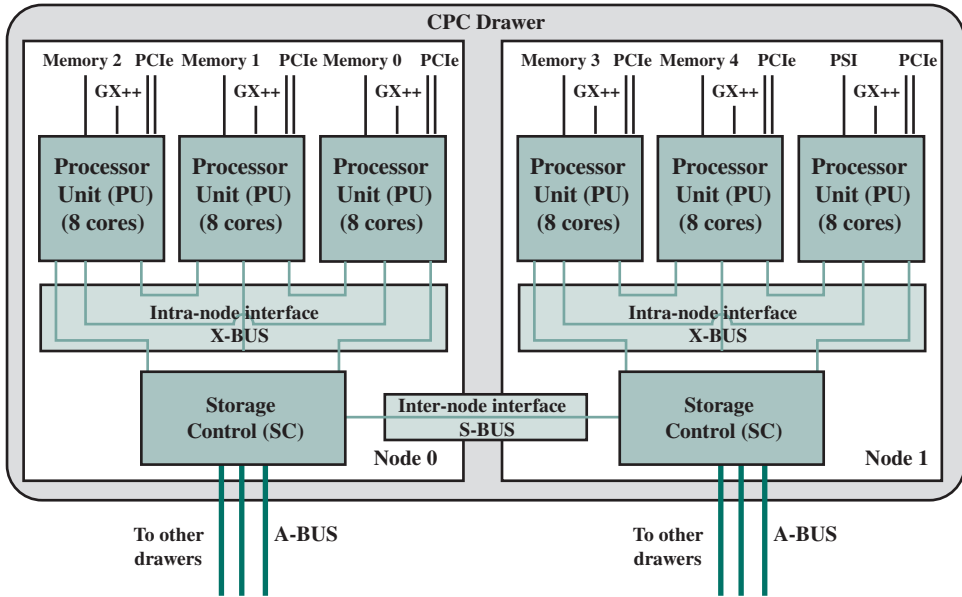 CPC Drawer
Memory 2 PCIe Memory 1 PCIe Memory 0 PCIe
GX++ GX++ GX++
Processor Unit (PU) (8 cores)
Processor Unit (PU) (8 cores)
Processor Unit (PU) (8 cores)
Intra-node interface
X-BUS
Storage
Control (SC)
Node 0
Memory 3 PCIe Memory 4 PCIe PSI PCIe
GX++ GX++ GX++
Processor Unit (PU) (8 cores)
Processor Unit (PU) (8 cores)
Processor Unit (PU) (8 cores)
Intra-node interface
X-BUS
Storage
Control (SC)
Node 1
Inter-node interface
S-BUS
To other
drawers
A-BUS
To other
drawers
A-BUS